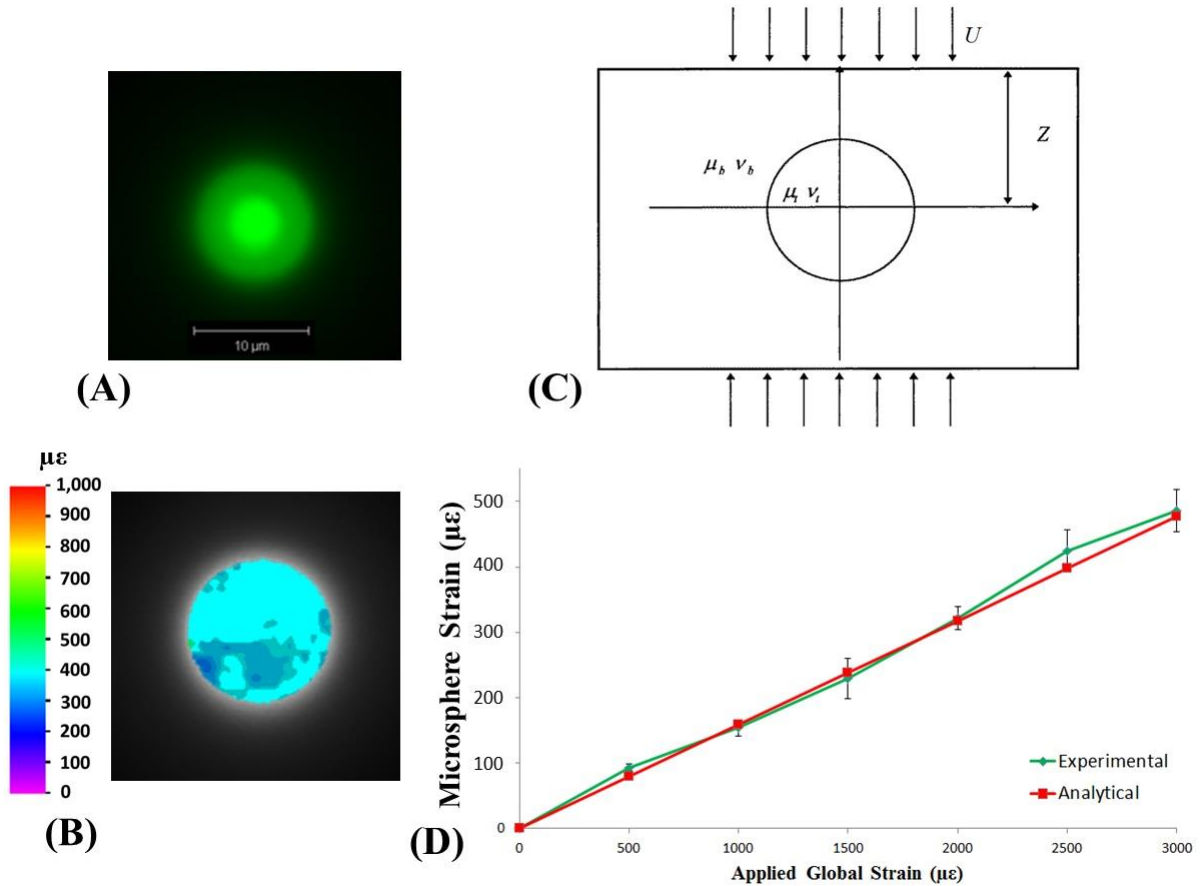 10 µm
(A)
U
Z
μb νb
μi νi
(C)
µε
1,000
900
800
700
600
500
400
300
200
100
0
(B)
Microsphere Strain (µε)
500
400
300
200
100
0
0 500 1000 1500 2000 2500 3000
Applied Global Strain (µε)
Experimental
Analytical
(D)